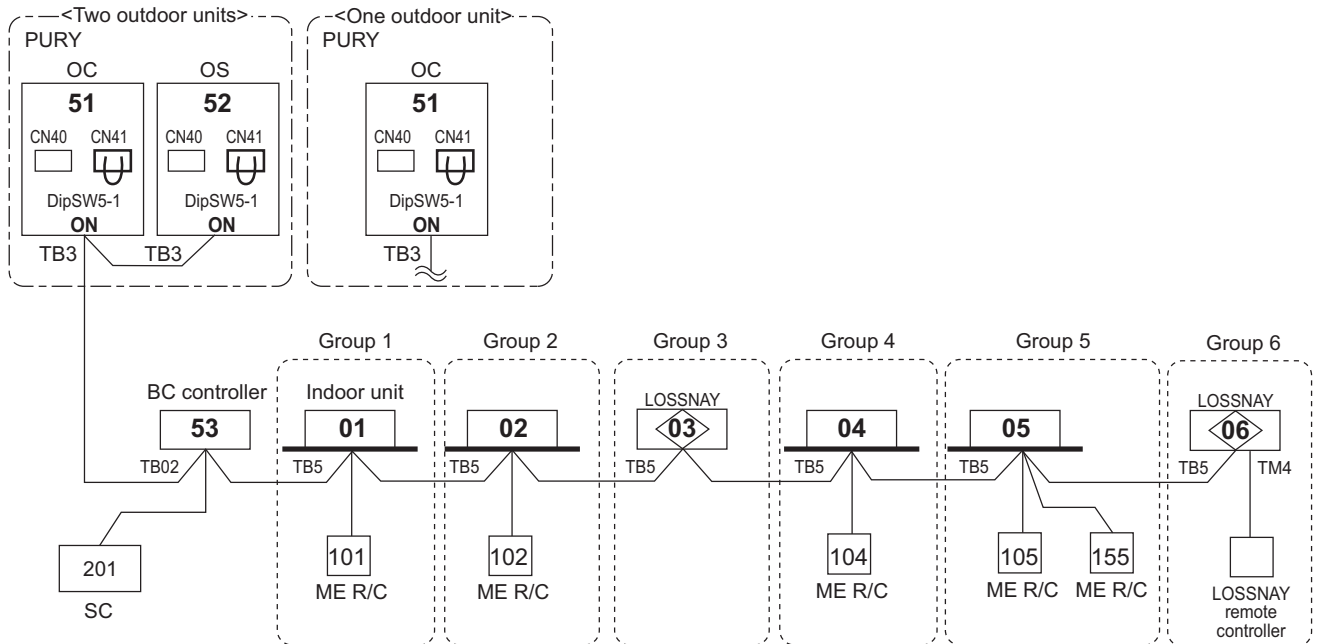 <Two outdoor units>
PURY
OC OS
51 52
CN40 CN41 CN40 CN41
DipSW5-1 DipSW5-1
ON ON
TB3 TB3
<One outdoor unit>
PURY
OC
51
CN40 CN41
DipSW5-1
ON
TB3
Group 1 Group 2 Group 3 Group 4 Group 5 Group 6
BC controller Indoor unit LOSSNAY LOSSNAY
53 01 02 03 04 05 06
TB02 TB5 TB5 TB5 TB5 TB5 TB5 TM4
201 101 102 104 105 155
SC ME R/C ME R/C ME R/C ME R/C ME R/C
LOSSNAY
remote
controller